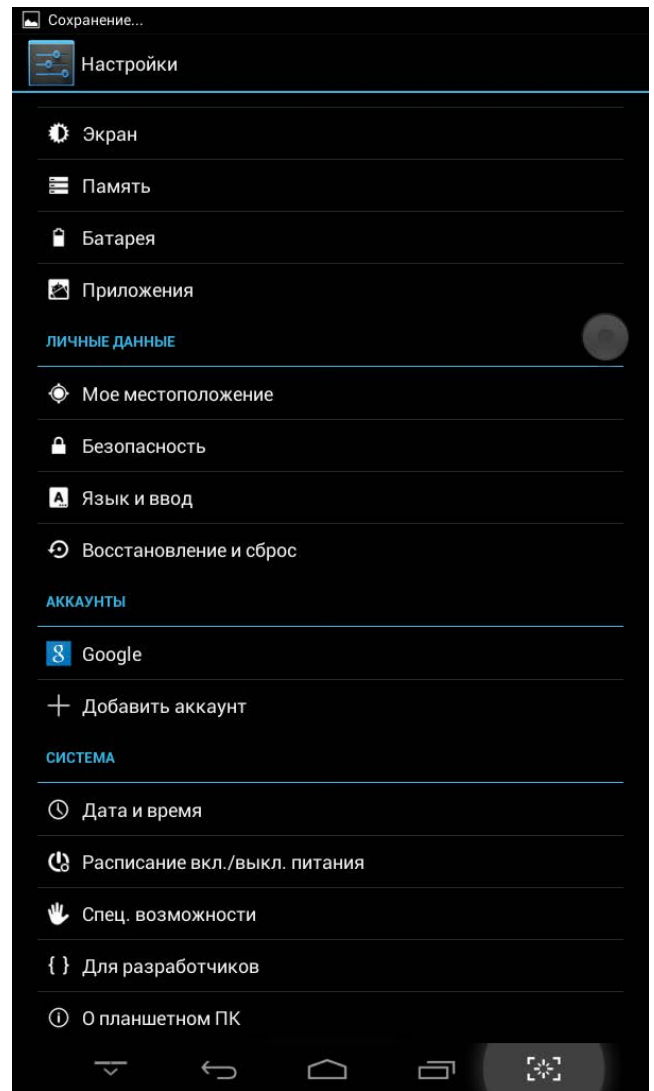 Сохранение...
Настройки
Экран
Память
Батарея
Приложения
ЛИЧНЫЕ ДАННЫЕ
Мое местоположение
Безопасность
Язык и ввод
Восстановление и сброс
АККАУНТЫ
Google
Добавить аккаунт
СИСТЕМА
Дата и время
Расписание вкл./выкл. питания
Спец. возможности
Для разработчиков
О планшетном ПК